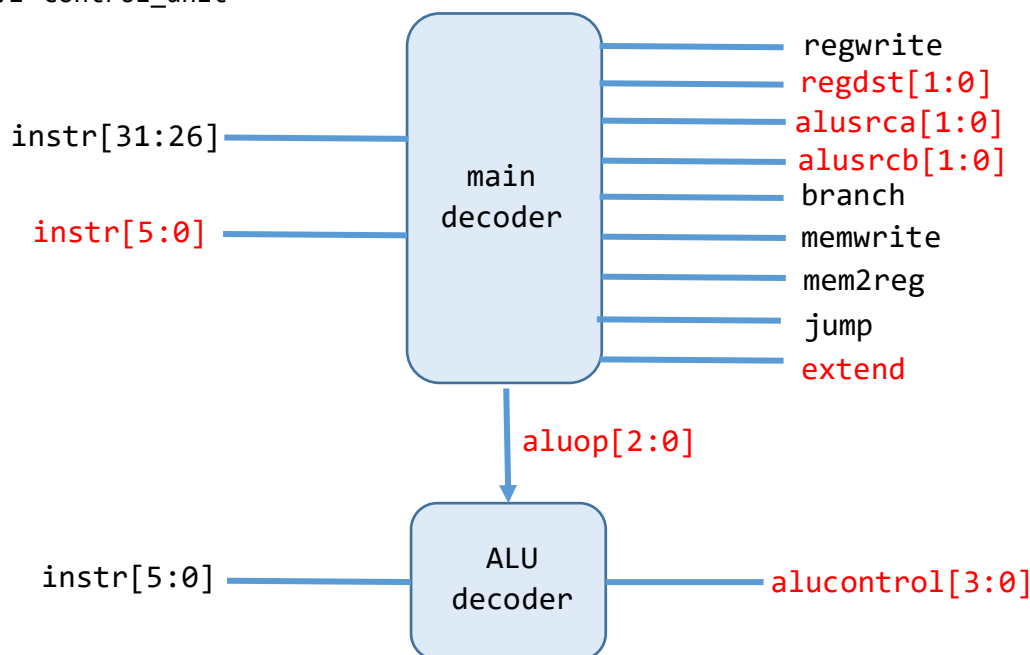 control_unit
regwrite
regdst[1:0]
instr[31:26]
alusrca[1:0]
alusrcb[1:0]
main
decoder
branch
instr[5:0]
memwrite
mem2reg
jump
extend
aluop[2:0]
ALU
decoder
instr[5:0]
alucontrol[3:0]